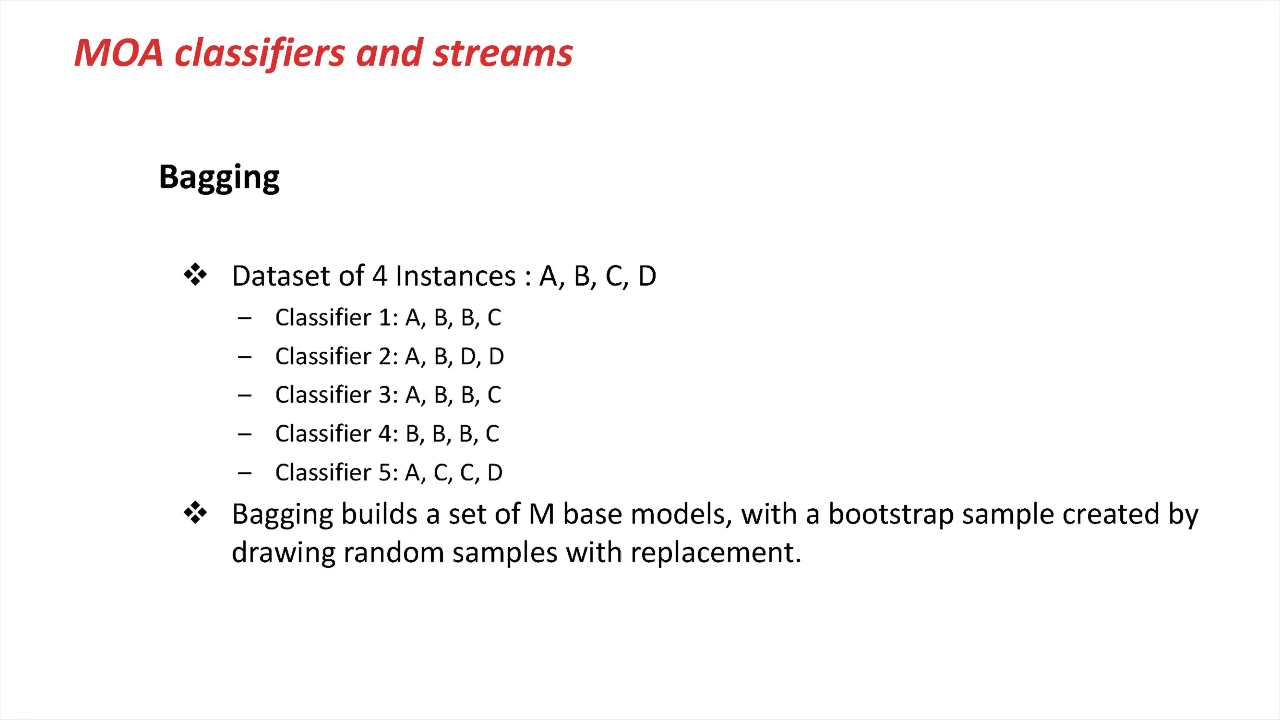 MOA classifiers and streams
Bagging
❖ Dataset of 4 Instances : A, B, C, D
– Classifier 1: A, B, B, C
– Classifier 2: A, B, D, D
– Classifier 3: A, B, B, C
– Classifier 4: B, B, B, C
– Classifier 5: A, C, C, D
❖ Bagging builds a set of M base models, with a bootstrap sample created by
drawing random samples with replacement.